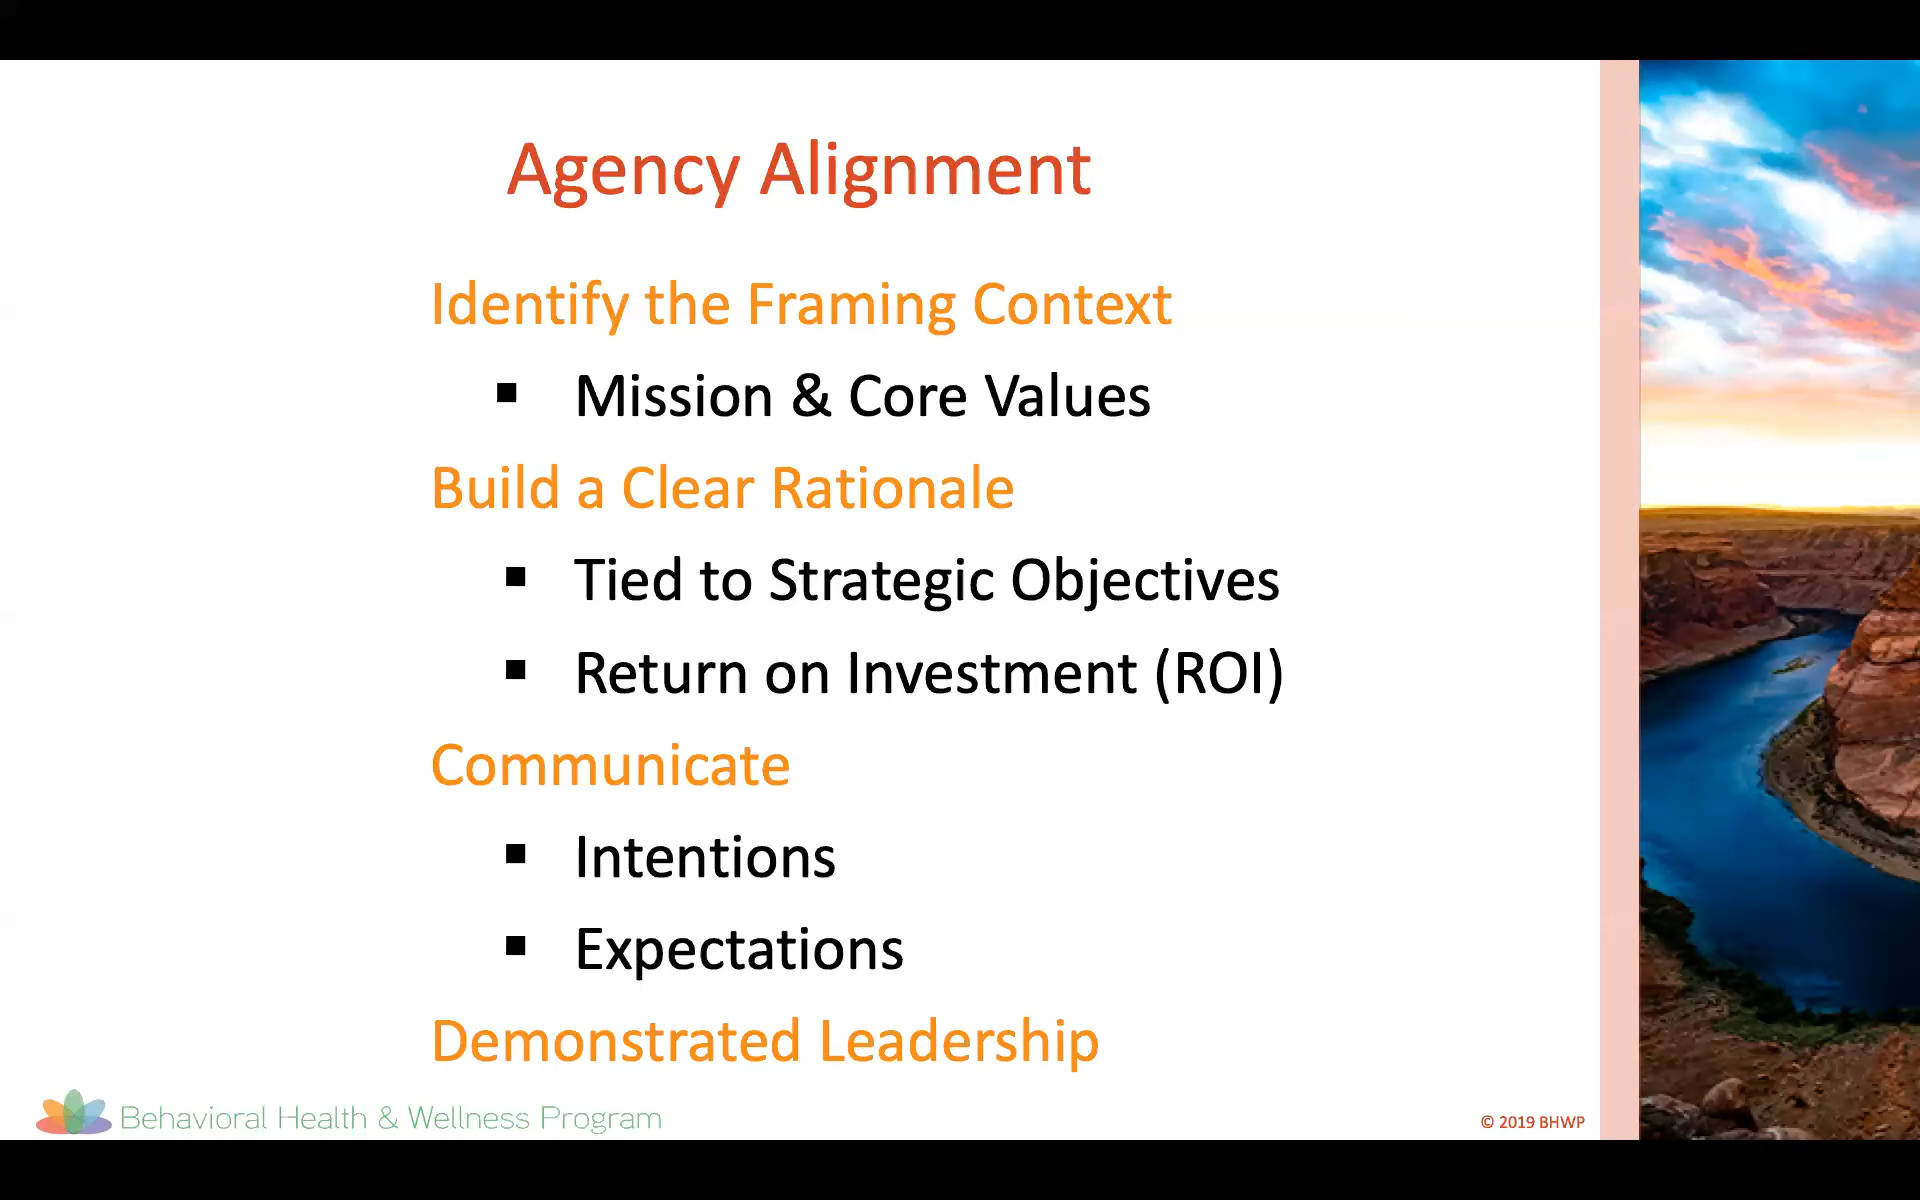 Agency Alignment
Identify the Framing Context
▪ Mission & Core Values
Build a Clear Rationale
▪ Tied to Strategic Objectives
▪ Return on Investment (ROI)
Communicate
▪ Intentions
▪ Expectations
Demonstrated Leadership
Behavioral Health & Wellness Program
© 2019 BHWP